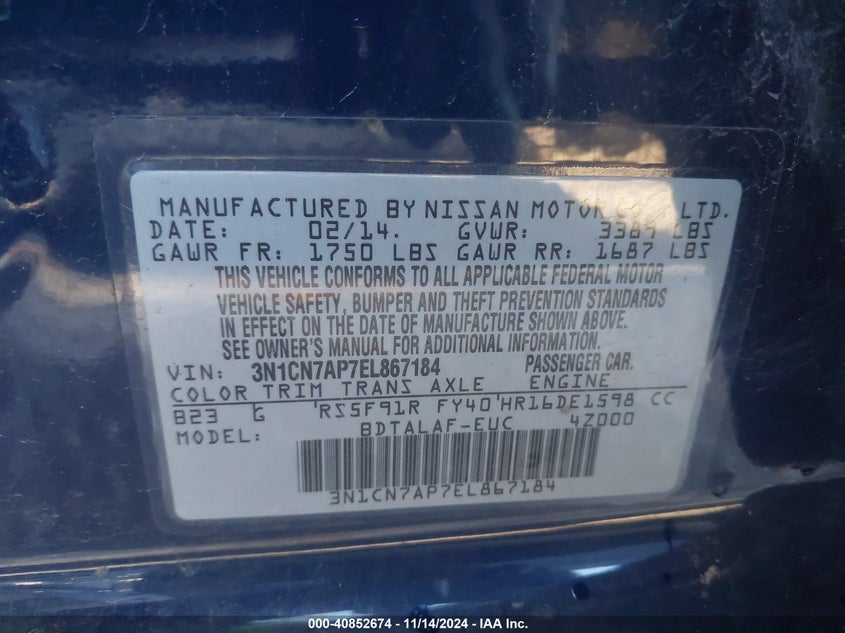 MANUFACTURED BY NISSAN MOTOR LTD.
DATE: 02/14. GVWR: 3389 LBS
GAWR FR: 1750 LBS GAWR RR: 1687 LBS
THIS VEHICLE CONFORMS TO ALL APPLICABLE FEDERAL MOTOR
VEHICLE SAFETY, BUMPER AND THEFT PREVENTION STANDARDS
IN EFFECT ON THE DATE OF MANUFACTURE SHOWN ABOVE.
SEE OWNER'S MANUAL FOR ADDITIONAL INFORMATION.
VIN: 3N1CN7AP7EL867184 PASSENGER CAR.
COLOR TRIM TRANS AXLE ENGINE
B23 G 'RS5F91R FY40'HR16DE1598 CC
MODEL: BDTALAF-EUC 4Z000
3N1CN7AP7EL867184
000-40852674 - 11/14/2024 - IAA Inc.